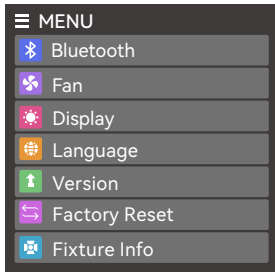 MENU
Bluetooth
Fan
Display
Language
Version
Factory Reset
Fixture Info